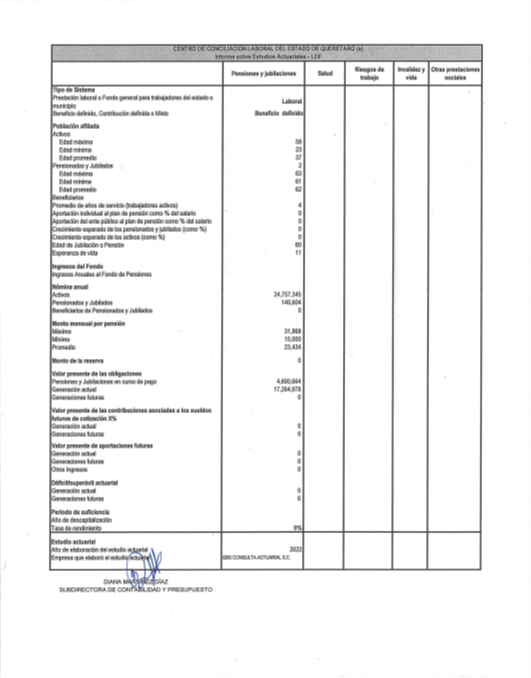 CENTRO DE CONCILIACION LABORAL DEL ESTADO DE QUERETARO (a)
Informe sobre Estudios Actuariales - LDF
Pensiones y jubilaciones Salud Riesgos de trabajo Invalidez y vida Otras prestaciones sociales
Tipo de Sistema
Prestación laboral o Fondo general para trabajadores del estado o municipio Laboral
Beneficio definido, Contribución definida o Mixto Beneficio definido
Población afiliada
Activos
Edad máxima 58
Edad mínima 23
Edad promedio 37
Pensionados y Jubilados 2
Edad máxima 63
Edad mínima 61
Edad promedio 62
Beneficiarios
Promedio de años de servicio (trabajadores activos) 4
Aportación individual al plan de pensión como % del salario 0
Aportación del ente público al plan de pensión como % del salario 0
Crecimiento esperado de los pensionados y jubilados (como %) 0
Crecimiento esperado de los activos (como %) 0
Edad de Jubilación o Pensión 60
Esperanza de vida 11
Ingresos del Fondo
Ingresos Anuales al Fondo de Pensiones
Nómina anual
Activos 24,757,345
Pensionados y Jubilados 140,604
Beneficiarios de Pensionados y Jubilados 0
Monto mensual por pensión
Máximo 31,868
Mínimo 15,000
Promedio 23,434
Monto de la reserva 0
Valor presente de las obligaciones
Pensiones y Jubilaciones en curso de pago
Generación actual 17,264,978
Generaciones futuras 0
Valor presente de las contribuciones asociadas a los sueldos futuros de cotización X%
Generación actual 0
Generaciones futuras 0
Valor presente de aportaciones futuras
Generación actual 0
Generaciones futuras 0
Otros Ingresos 0
Déficit/superávit actuarial
Generación actual 0
Generaciones futuras 0
Periodo de suficiencia
Año de descapitalización
Tasa de rendimiento 9%
Estudio actuarial
Año de elaboración del estudio actuarial 2022
Empresa que elaboró el estudio actuarial CONSULTA ACTUARIAL S.C.
DIANA MARTINEZ DÍAZ
SUBDIRECTORA DE CONTABILIDAD Y PRESUPUESTO